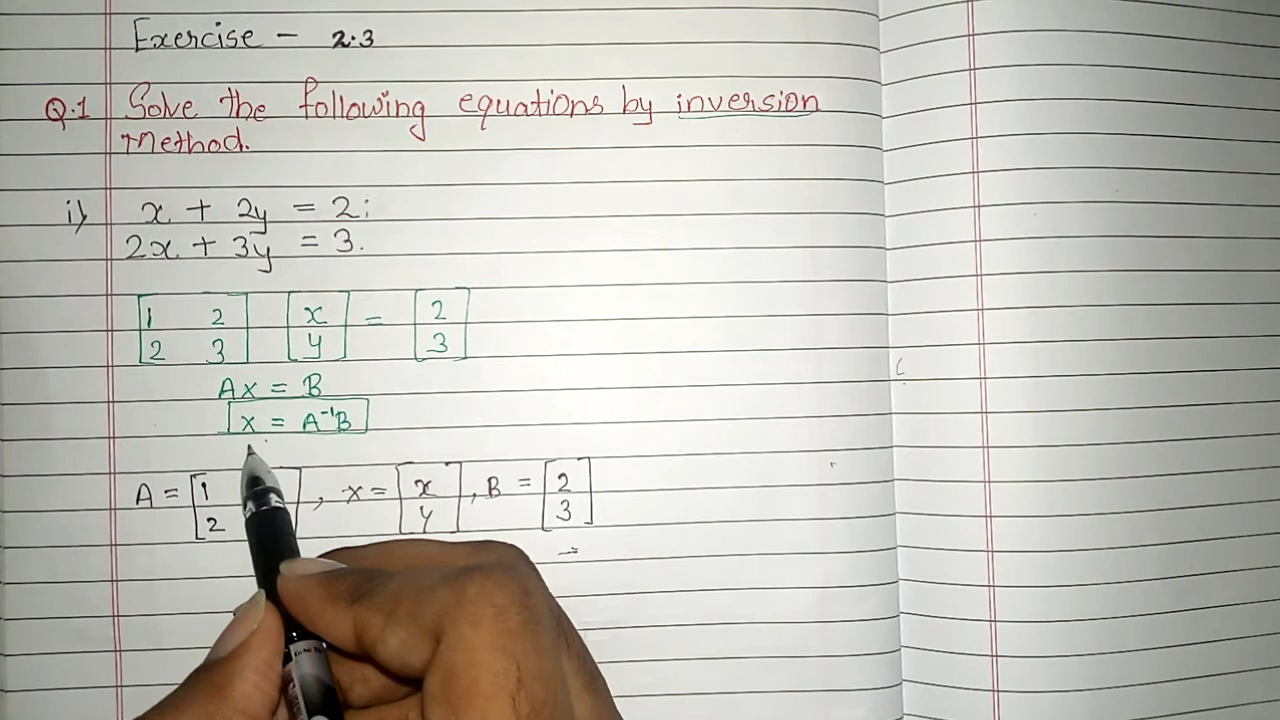 Exercise - 2.3
Q.1 Solve the following equations by inversion
Method.
i) x + 2y = 2;
2x + 3y = 3.
[1 2 [x = [2
2 3] y] 3]
Ax = B
x = A⁻¹B
A = [1 , x = [x , B = [2
2 ] y] 3]